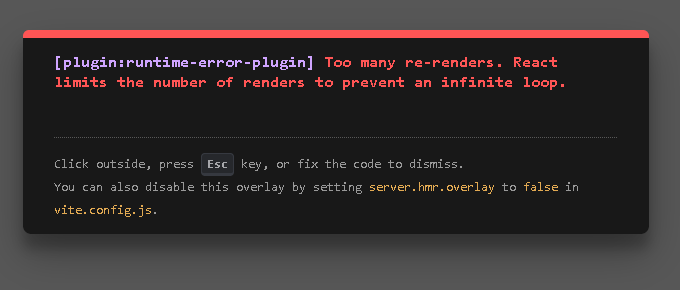 [plugin:runtime-error-plugin] Too many re-renders. React
limits the number of renders to prevent an infinite loop.
Click outside, press Esc key, or fix the code to dismiss.
You can also disable this overlay by setting server.hmr.overlay to false in
vite.config.js.